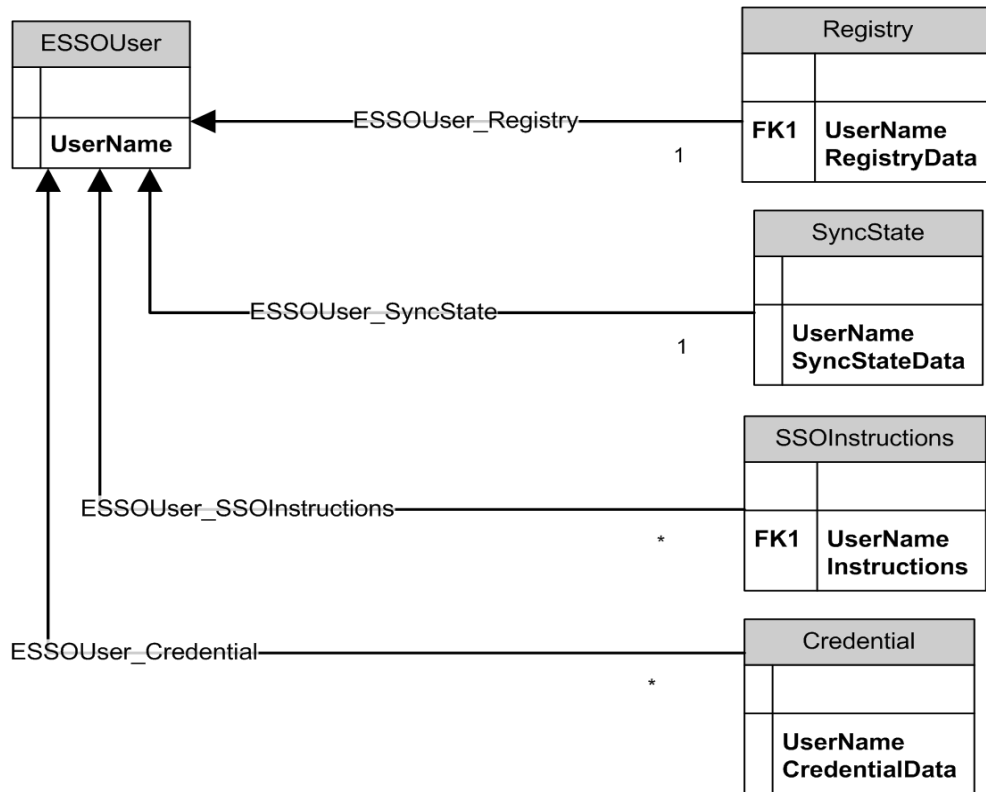 ESSOUser
UserName
Registry
FK1 UserName
RegistryData
ESSOUser_Registry
1
SyncState
UserName
SyncStateData
ESSOUser_SyncState
1
SSOInstructions
FK1 UserName
Instructions
ESSOUser_SSOInstructions
*
Credential
UserName
CredentialData
ESSOUser_Credential
*